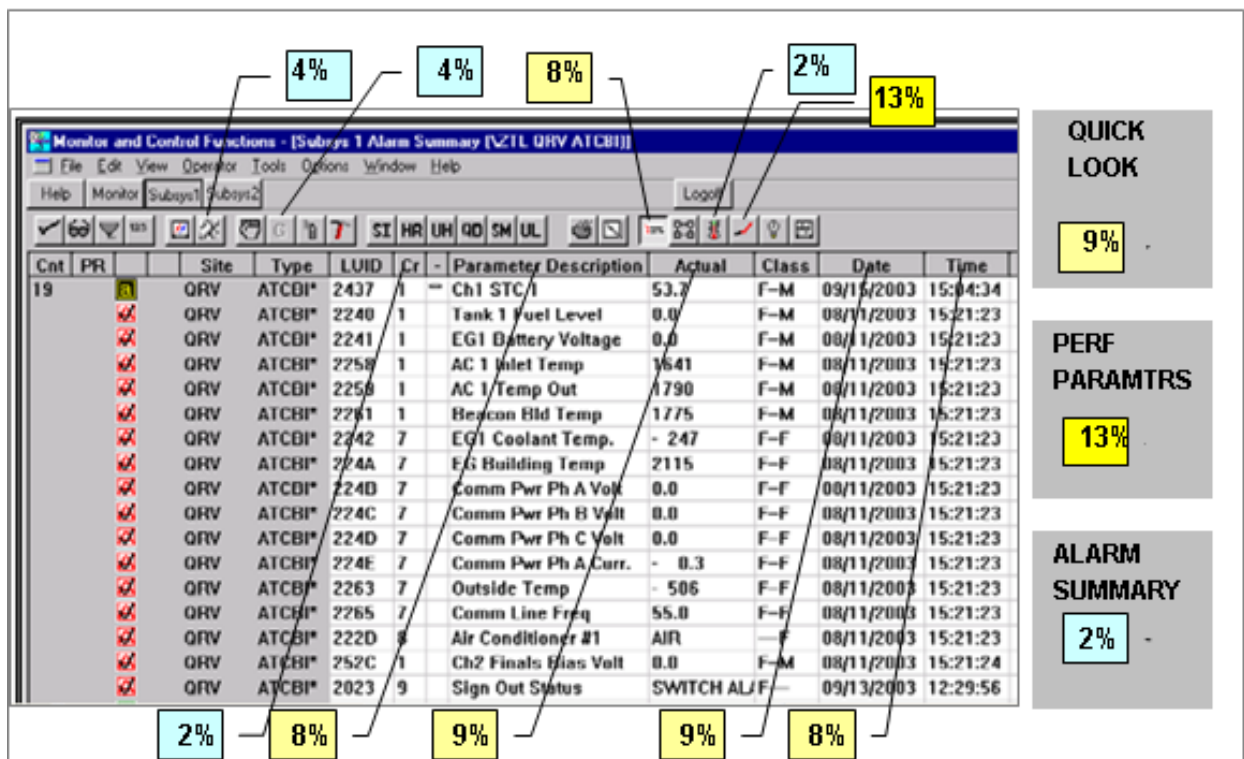 4% 4% 8% 2% 13%
Monitor and Control Functions - [Subsys 1 Alarm Summary [\ZTL QRV ATCBI]]
File Edit View Operator Tools Options Window Help
Help Monitor Subsys1 Subsys2 Logoff
123 G SI HR UH QD SM UL
Cnt PR Site Type LUID Cr - Parameter Description Actual Class Date Time
19 a QRV ATCBI* 2437 1 - Ch1 STC 1 53.7 F-M 09/15/2003 15:04:34
QRV ATCBI* 2240 1 Tank 1 Fuel Level 0.0 F-M 08/11/2003 15:21:23
QRV ATCBI* 2241 1 EG1 Battery Voltage 0.0 F-M 08/11/2003 15:21:23
QRV ATCBI* 2258 1 AC 1 Inlet Temp 1641 F-M 08/11/2003 15:21:23
QRV ATCBI* 2259 1 AC 1 Temp Out 1790 F-M 08/11/2003 15:21:23
QRV ATCBI* 2261 1 Beacon Bld Temp 1775 F-M 08/11/2003 15:21:23
QRV ATCBI* 2242 7 EG1 Coolant Temp. - 247 F-F 08/11/2003 15:21:23
QRV ATCBI* 224A 7 EG Building Temp 2115 F-F 08/11/2003 15:21:23
QRV ATCBI* 224B 7 Comm Pwr Ph A Volt 0.0 F-F 08/11/2003 15:21:23
QRV ATCBI* 224C 7 Comm Pwr Ph B Volt 0.0 F-F 08/11/2003 15:21:23
QRV ATCBI* 224D 7 Comm Pwr Ph C Volt 0.0 F-F 08/11/2003 15:21:23
QRV ATCBI* 224E 7 Comm Pwr Ph A Curr. - 0.3 F-F 08/11/2003 15:21:23
QRV ATCBI* 2263 7 Outside Temp - 506 F-F 08/11/2003 15:21:23
QRV ATCBI* 2265 7 Comm Line Freq 55.0 F-F 08/11/2003 15:21:23
QRV ATCBI* 222D 8 Air Conditioner #1 AIR —F 08/11/2003 15:21:23
QRV ATCBI* 252C 1 Ch2 Finals Bias Volt 0.0 F-M 08/11/2003 15:21:24
QRV ATCBI* 2023 9 Sign Out Status SWITCH ALA F— 09/13/2003 12:29:56
2% 8% 9% 9% 8%
QUICK
LOOK
9% -
PERF
PARAMTRS
13% -
ALARM
SUMMARY
2% -